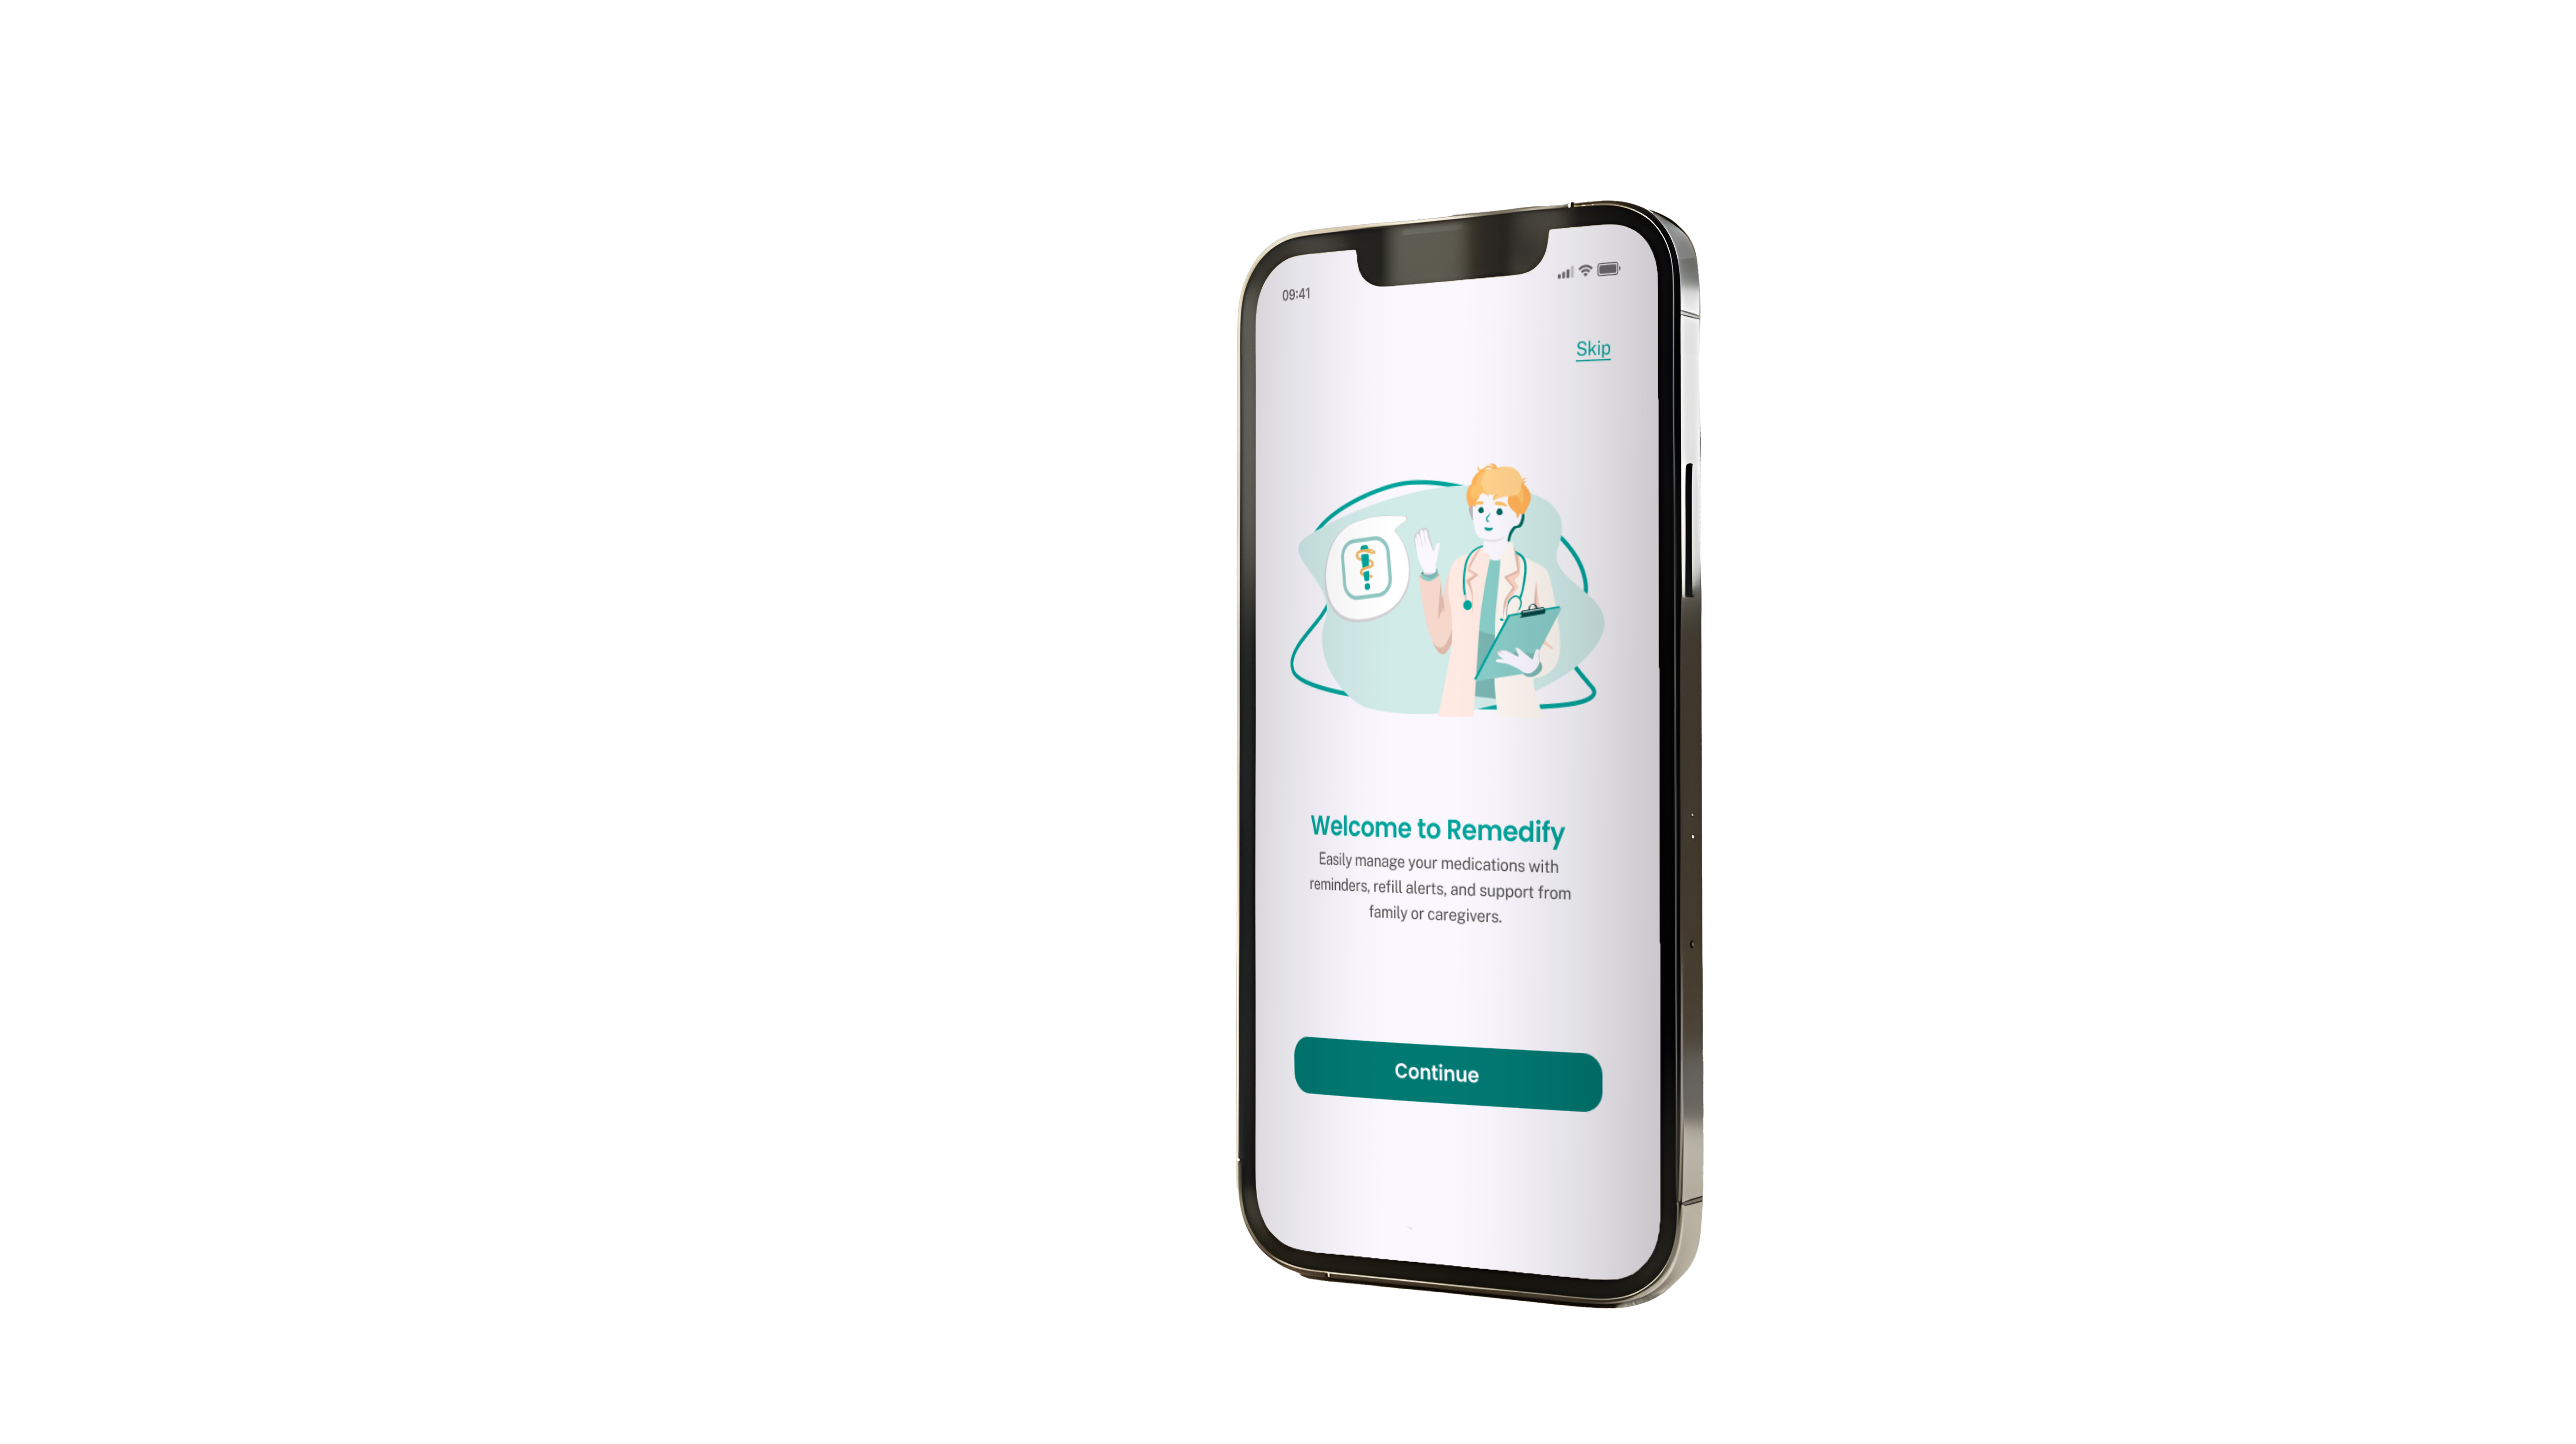 09:41
Skip
Welcome to Remedify
Easily manage your medications with
reminders, refill alerts, and support from
family or caregivers.
Continue